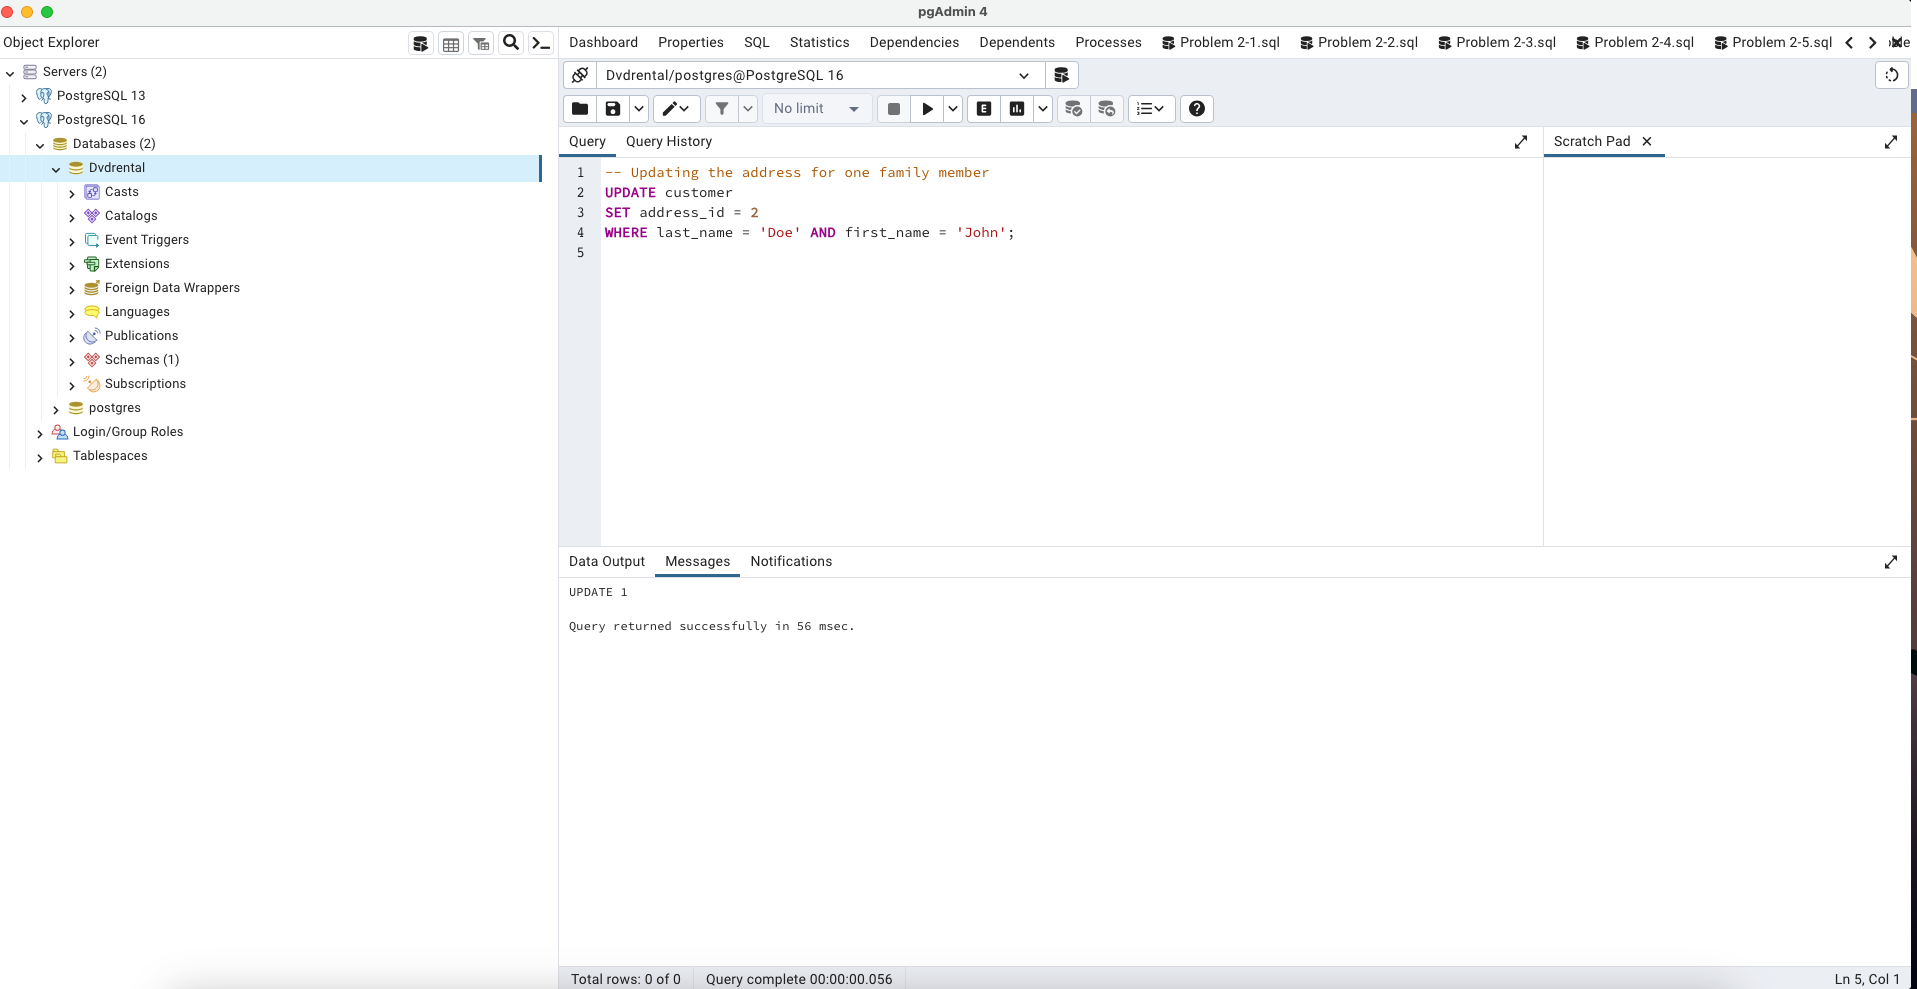 pgAdmin 4
Object Explorer
Dashboard Properties SQL Statistics Dependencies Dependents Processes Problem 2-1.sql Problem 2-2.sql Problem 2-3.sql Problem 2-4.sql Problem 2-5.sql
Servers (2)
PostgreSQL 13
PostgreSQL 16
Databases (2)
Dvdrental
Casts
Catalogs
Event Triggers
Extensions
Foreign Data Wrappers
Languages
Publications
Schemas (1)
Subscriptions
postgres
Login/Group Roles
Tablespaces
Dvdrental/postgres@PostgreSQL 16
No limit
E
Query Query History
Scratch Pad
1 -- Updating the address for one family member
2 UPDATE customer
3 SET address_id = 2
4 WHERE last_name = 'Doe' AND first_name = 'John';
5
Data Output Messages Notifications
UPDATE 1
Query returned successfully in 56 msec.
Total rows: 0 of 0 Query complete 00:00:00.056
Ln 5, Col 1